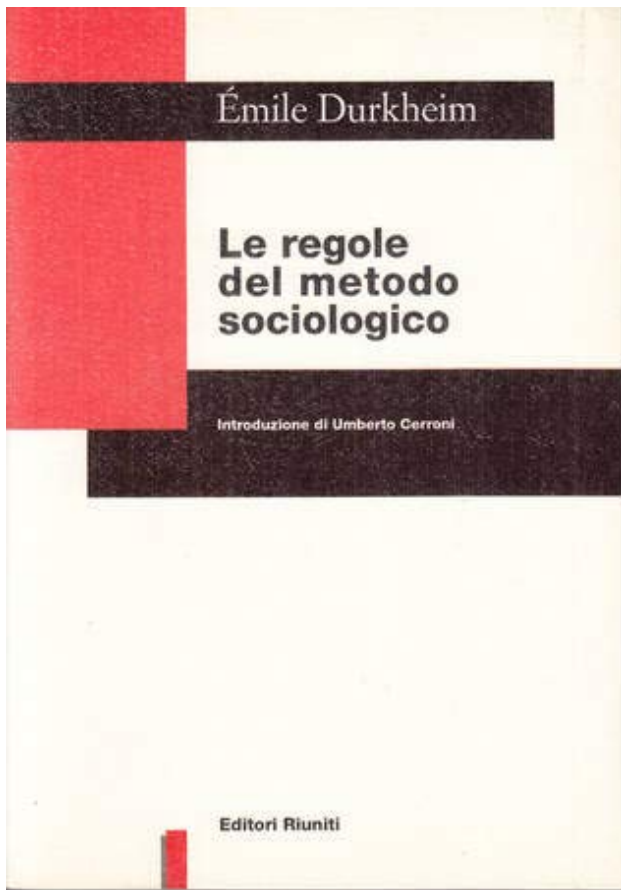 Émile Durkheim
Le regole
del metodo
sociologico
Introduzione di Umberto Cerroni
Editori Riuniti